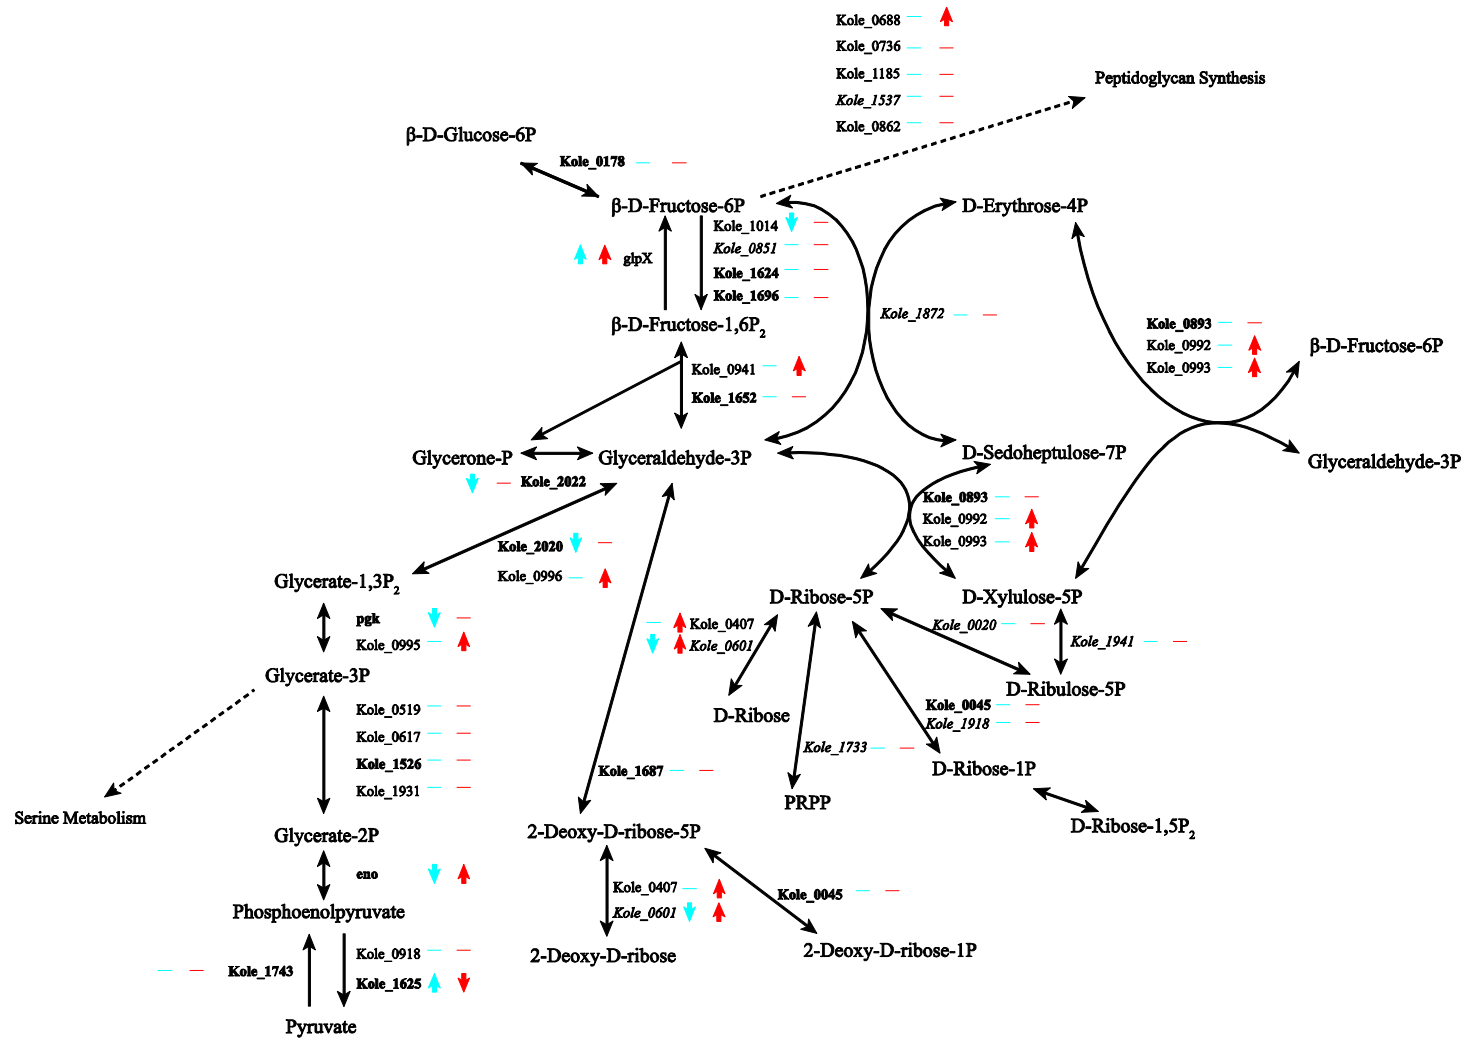 Kole_0688
Kole_0736
Kole_1185
Kole_1537
Kole_0862
Peptidoglycan Synthesis
β-D-Glucose-6P
Kole_0178
β-D-Fructose-6P
D-Erythrose-4P
Kole_1014
Kole_0851
glpX
Kole_1624
Kole_1696
β-D-Fructose-1,6P2
Kole_1872
Kole_0893
Kole_0992
Kole_0993
β-D-Fructose-6P
Kole_0941
Kole_1652
Glycerone-P
Glyceraldehyde-3P
D-Sedoheptulose-7P
Glyceraldehyde-3P
Kole_2022
Kole_0893
Kole_0992
Kole_0993
Kole_2020
Kole_0996
Glycerate-1,3P2
D-Ribose-5P
D-Xylulose-5P
pgk
Kole_0995
Kole_0407
Kole_0601
Kole_0020
Kole_1941
Glycerate-3P
D-Ribulose-5P
Kole_0519
Kole_0617
Kole_1526
Kole_1931
D-Ribose
Kole_0045
Kole_1918
Kole_1733
Kole_1687
D-Ribose-1P
PRPP
Serine Metabolism
D-Ribose-1,5P2
Glycerate-2P
2-Deoxy-D-ribose-5P
eno
Kole_0407
Kole_0601
Kole_0045
Phosphoenolpyruvate
2-Deoxy-D-ribose
2-Deoxy-D-ribose-1P
Kole_0918
Kole_1743
Kole_1625
Pyruvate